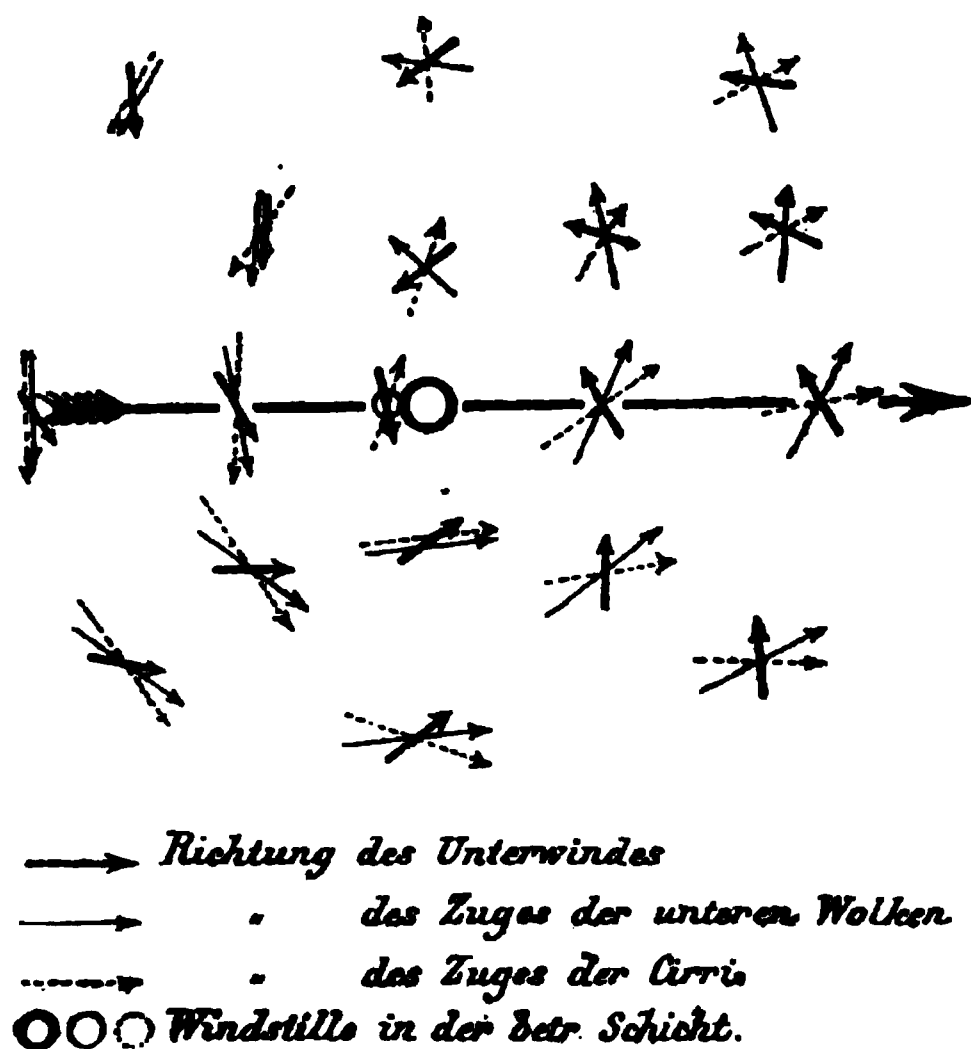 Richtung des Unterwindes
" des Zuges der unteren Wolken
" des Zuges der Cirri.
Windstille in der betr. Schicht.